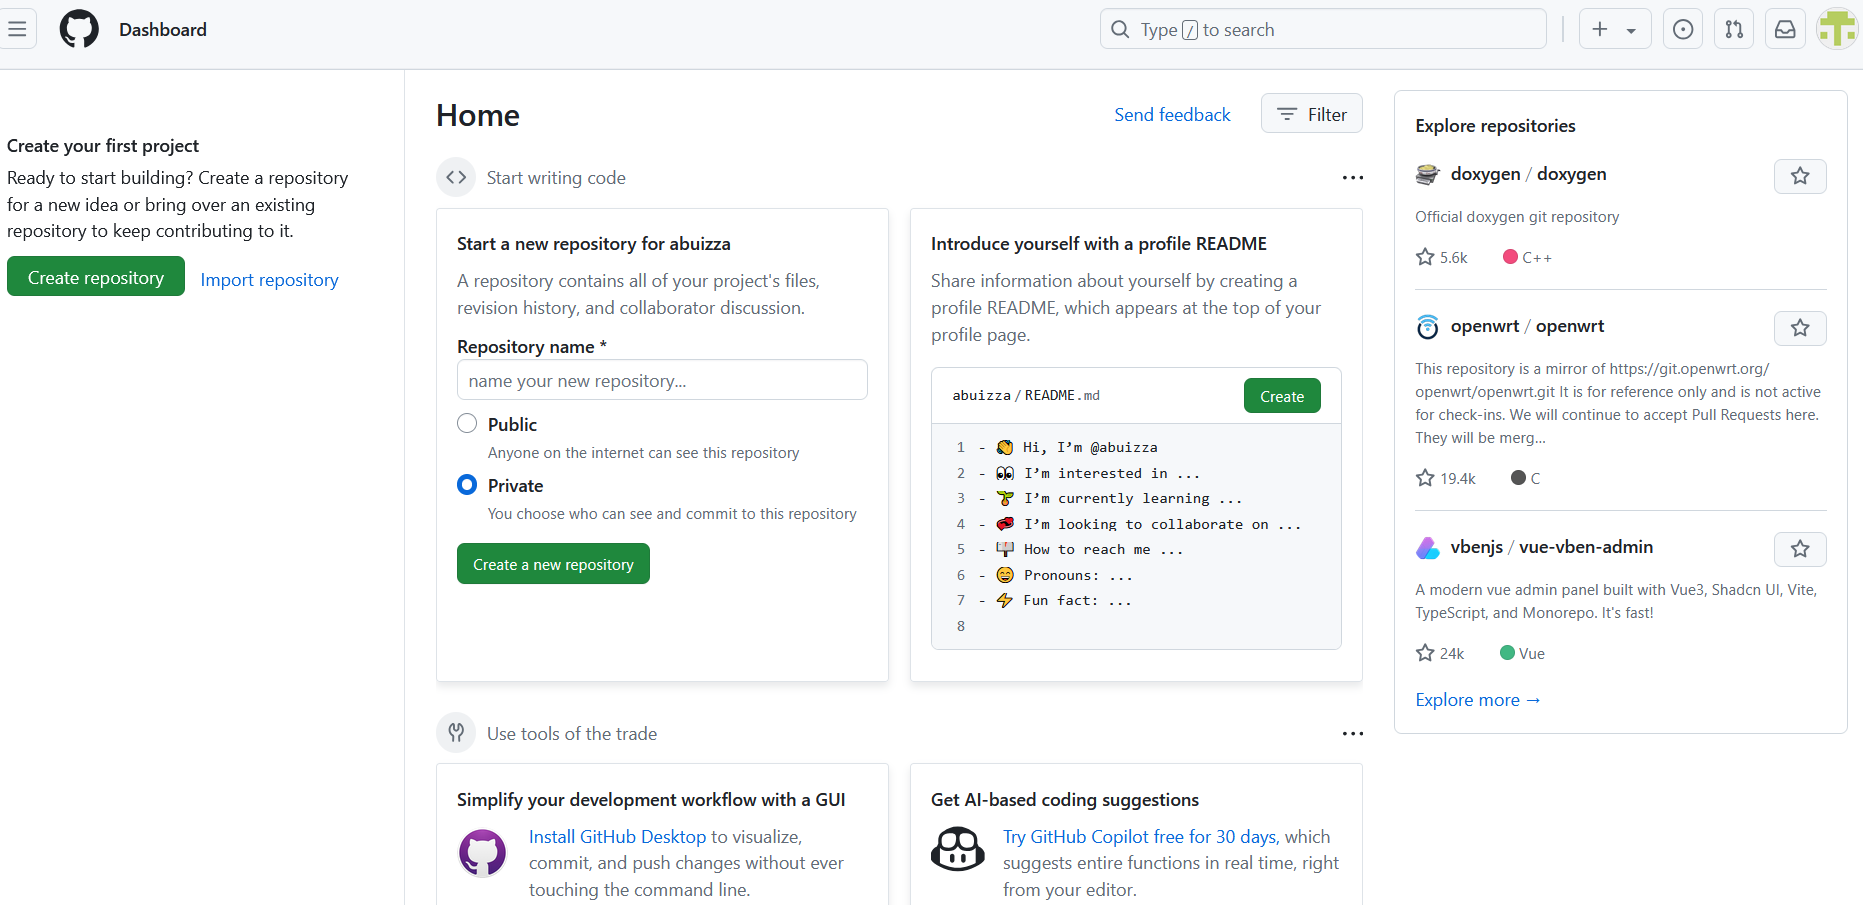 Dashboard
Type / to search
Create your first project
Ready to start building? Create a repository
for a new idea or bring over an existing
repository to keep contributing to it.
Create repository
Import repository
Home
Send feedback
Filter
Start writing code
Start a new repository for abuizza
A repository contains all of your project's files,
revision history, and collaborator discussion.
Repository name *
name your new repository...
Public
Anyone on the internet can see this repository
Private
You choose who can see and commit to this repository
Create a new repository
Introduce yourself with a profile README
Share information about yourself by creating a
profile README, which appears at the top of your
profile page.
abuizza / README.md
Create
1 - 👋 Hi, I’m @abuizza
2 - 👀 I’m interested in ...
3 - 🌱 I’m currently learning ...
4 - 💞️ I’m looking to collaborate on ...
5 - 📫 How to reach me ...
6 - 😄 Pronouns: ...
7 - ⚡ Fun fact: ...
8
Use tools of the trade
Simplify your development workflow with a GUI
Install GitHub Desktop to visualize,
commit, and push changes without ever
touching the command line.
Get AI-based coding suggestions
Try GitHub Copilot free for 30 days, which
suggests entire functions in real time, right
from your editor.
Explore repositories
doxygen / doxygen
Official doxygen git repository
5.6k C++
openwrt / openwrt
This repository is a mirror of https://git.openwrt.org/
openwrt/openwrt.git It is for reference only and is not active
for check-ins. We will continue to accept Pull Requests here.
They will be merg...
19.4k C
vbenjs / vue-vben-admin
A modern vue admin panel built with Vue3, Shadcn UI, Vite,
TypeScript, and Monorepo. It's fast!
24k Vue
Explore more →